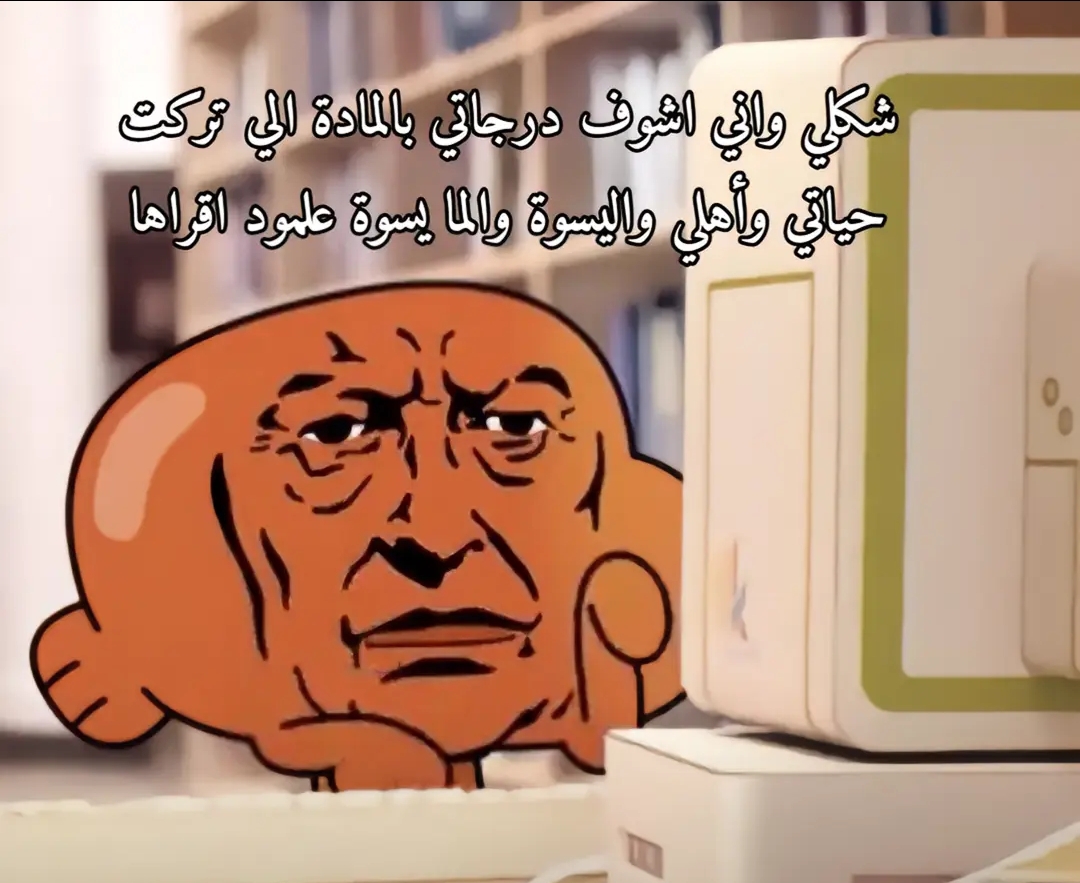 شكلي واني اشوف درجاتي بالمادة الي تركت
حياتي وأهلي واليسوة والما يسوة علمود اقراها